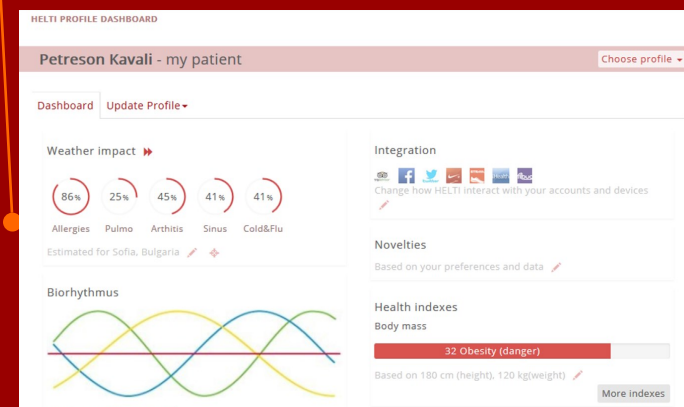 HELTI PROFILE DASHBOARD
Petreson Kavali - my patient
Choose profile
Dashboard Update Profile
Weather impact
86% 25% 45% 41% 41%
Allergies Pulmo Arthitis Sinus Cold&Flu
Estimated for Sofia, Bulgaria
Biorhythmus
Integration
Change how HELTI interact with your accounts and devices
Novelties
Based on your preferences and data
Health indexes
Body mass
32 Obesity (danger)
Based on 180 cm (height), 120 kg(weight)
More indexes